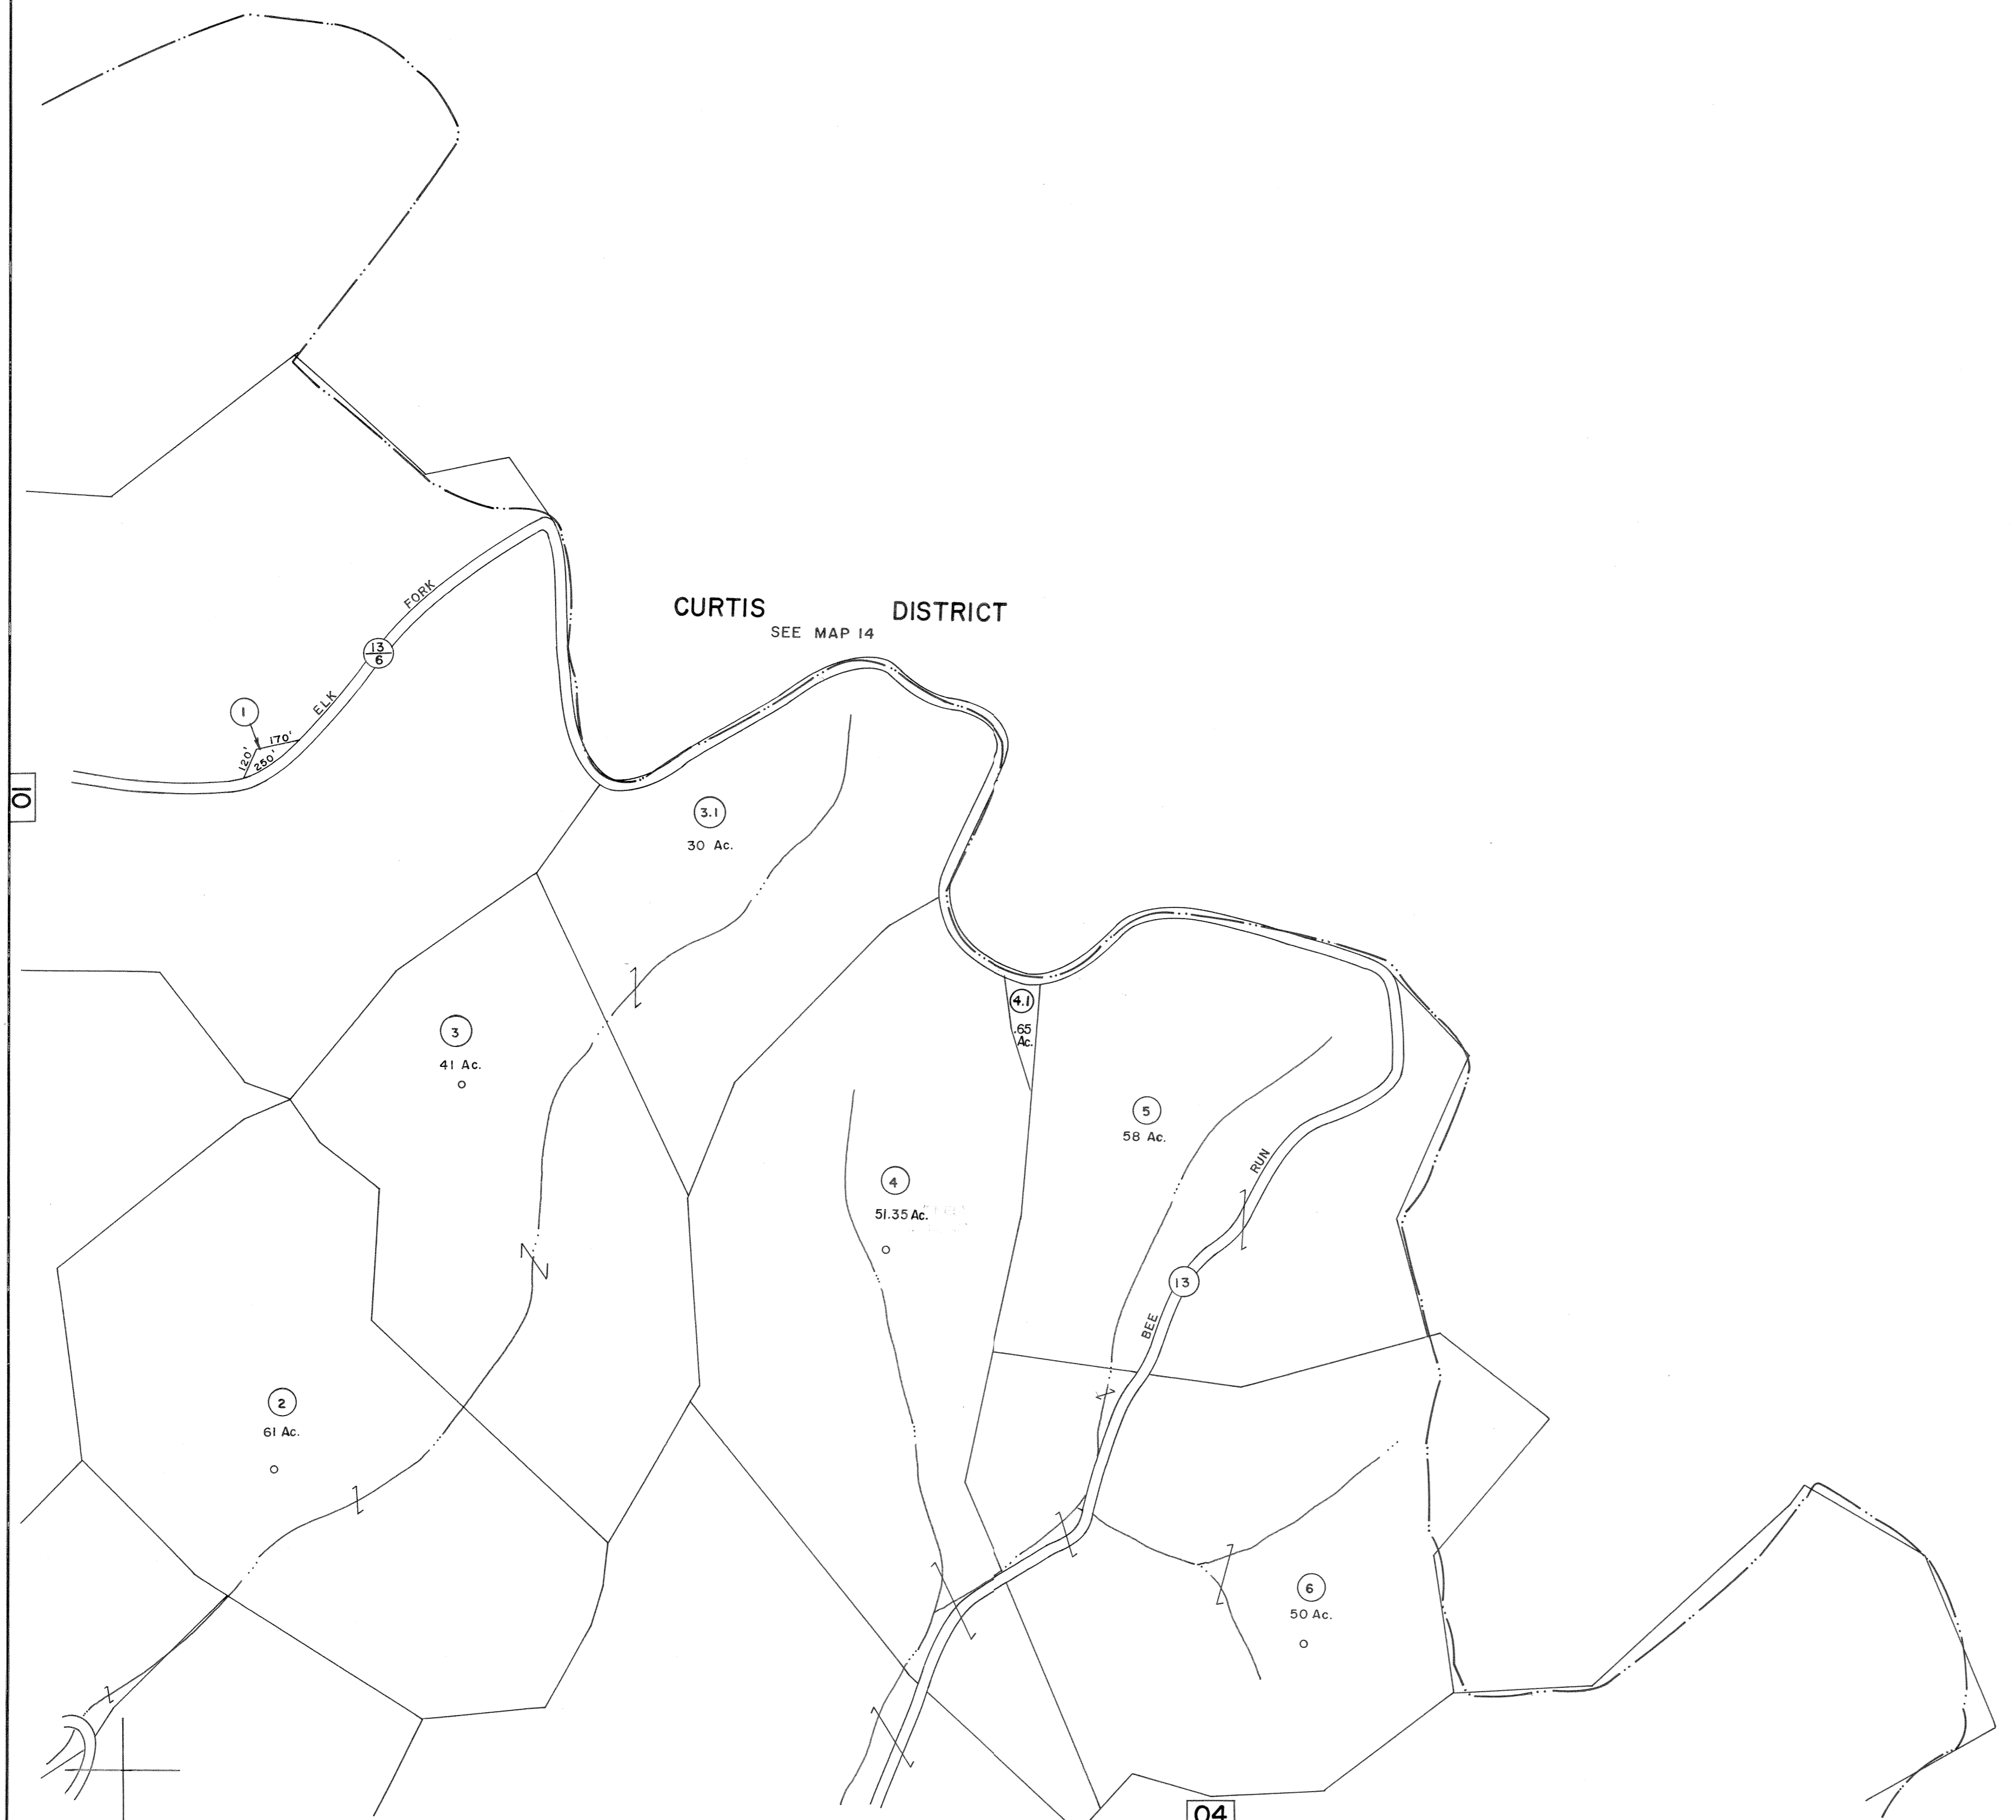 CURTIS DISTRICT
SEE MAP 14
FORK
13
6
ELK
1
170'
120'
250'
10
3.1
30 Ac.
4.1
.65
Ac.
3
41 Ac.
5
58 Ac.
RUN
4
51.35 Ac.
13
BEE
2
61 Ac.
6
50 Ac.
04